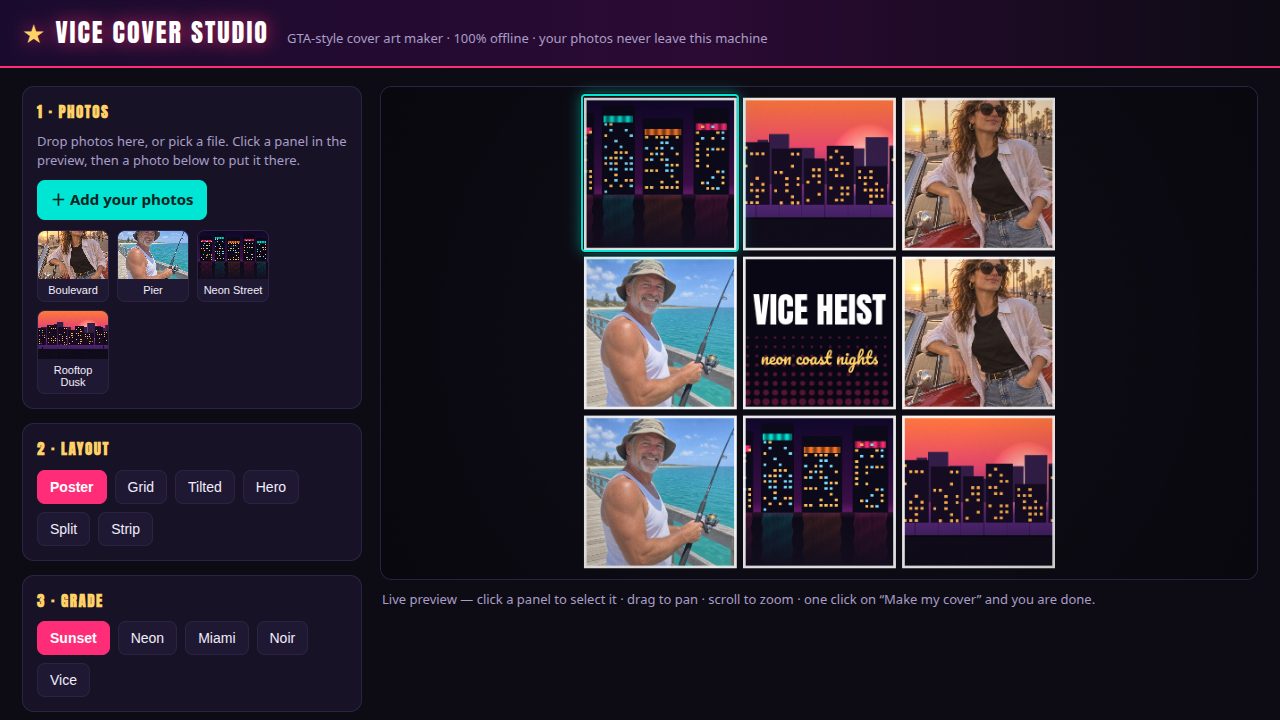 ★ VICE COVER STUDIO
GTA-style cover art maker · 100% offline · your photos never leave this machine
1 · PHOTOS
Drop photos here, or pick a file. Click a panel in the
preview, then a photo below to put it there.
+ Add your photos
Boulevard
Pier
Neon Street
Rooftop
Dusk
2 · LAYOUT
Poster
Grid
Tilted
Hero
Split
Strip
3 · GRADE
Sunset
Neon
Miami
Noir
Vice
VICE HEIST
neon coast nights
Live preview — click a panel to select it · drag to pan · scroll to zoom · one click on “Make my cover” and you are done.